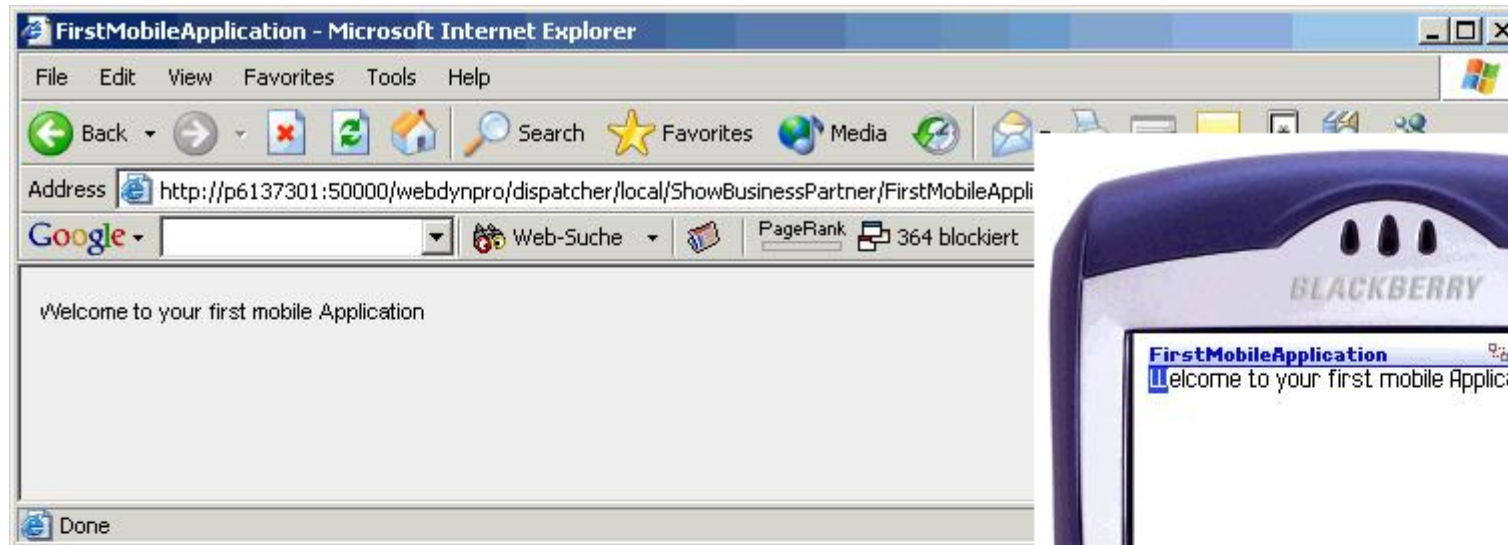 FirstMobileApplication - Microsoft Internet Explorer
File Edit View Favorites Tools Help
Back Search Favorites Media
Address http://p6137301:50000/webdynpro/dispatcher/local/ShowBusinessPartner/FirstMobileAppli
Google Web-Suche PageRank 364 blockiert
Welcome to your first mobile Application
Done
BLACKBERRY
FirstMobileApplication
Welcome to your first mobile Applica